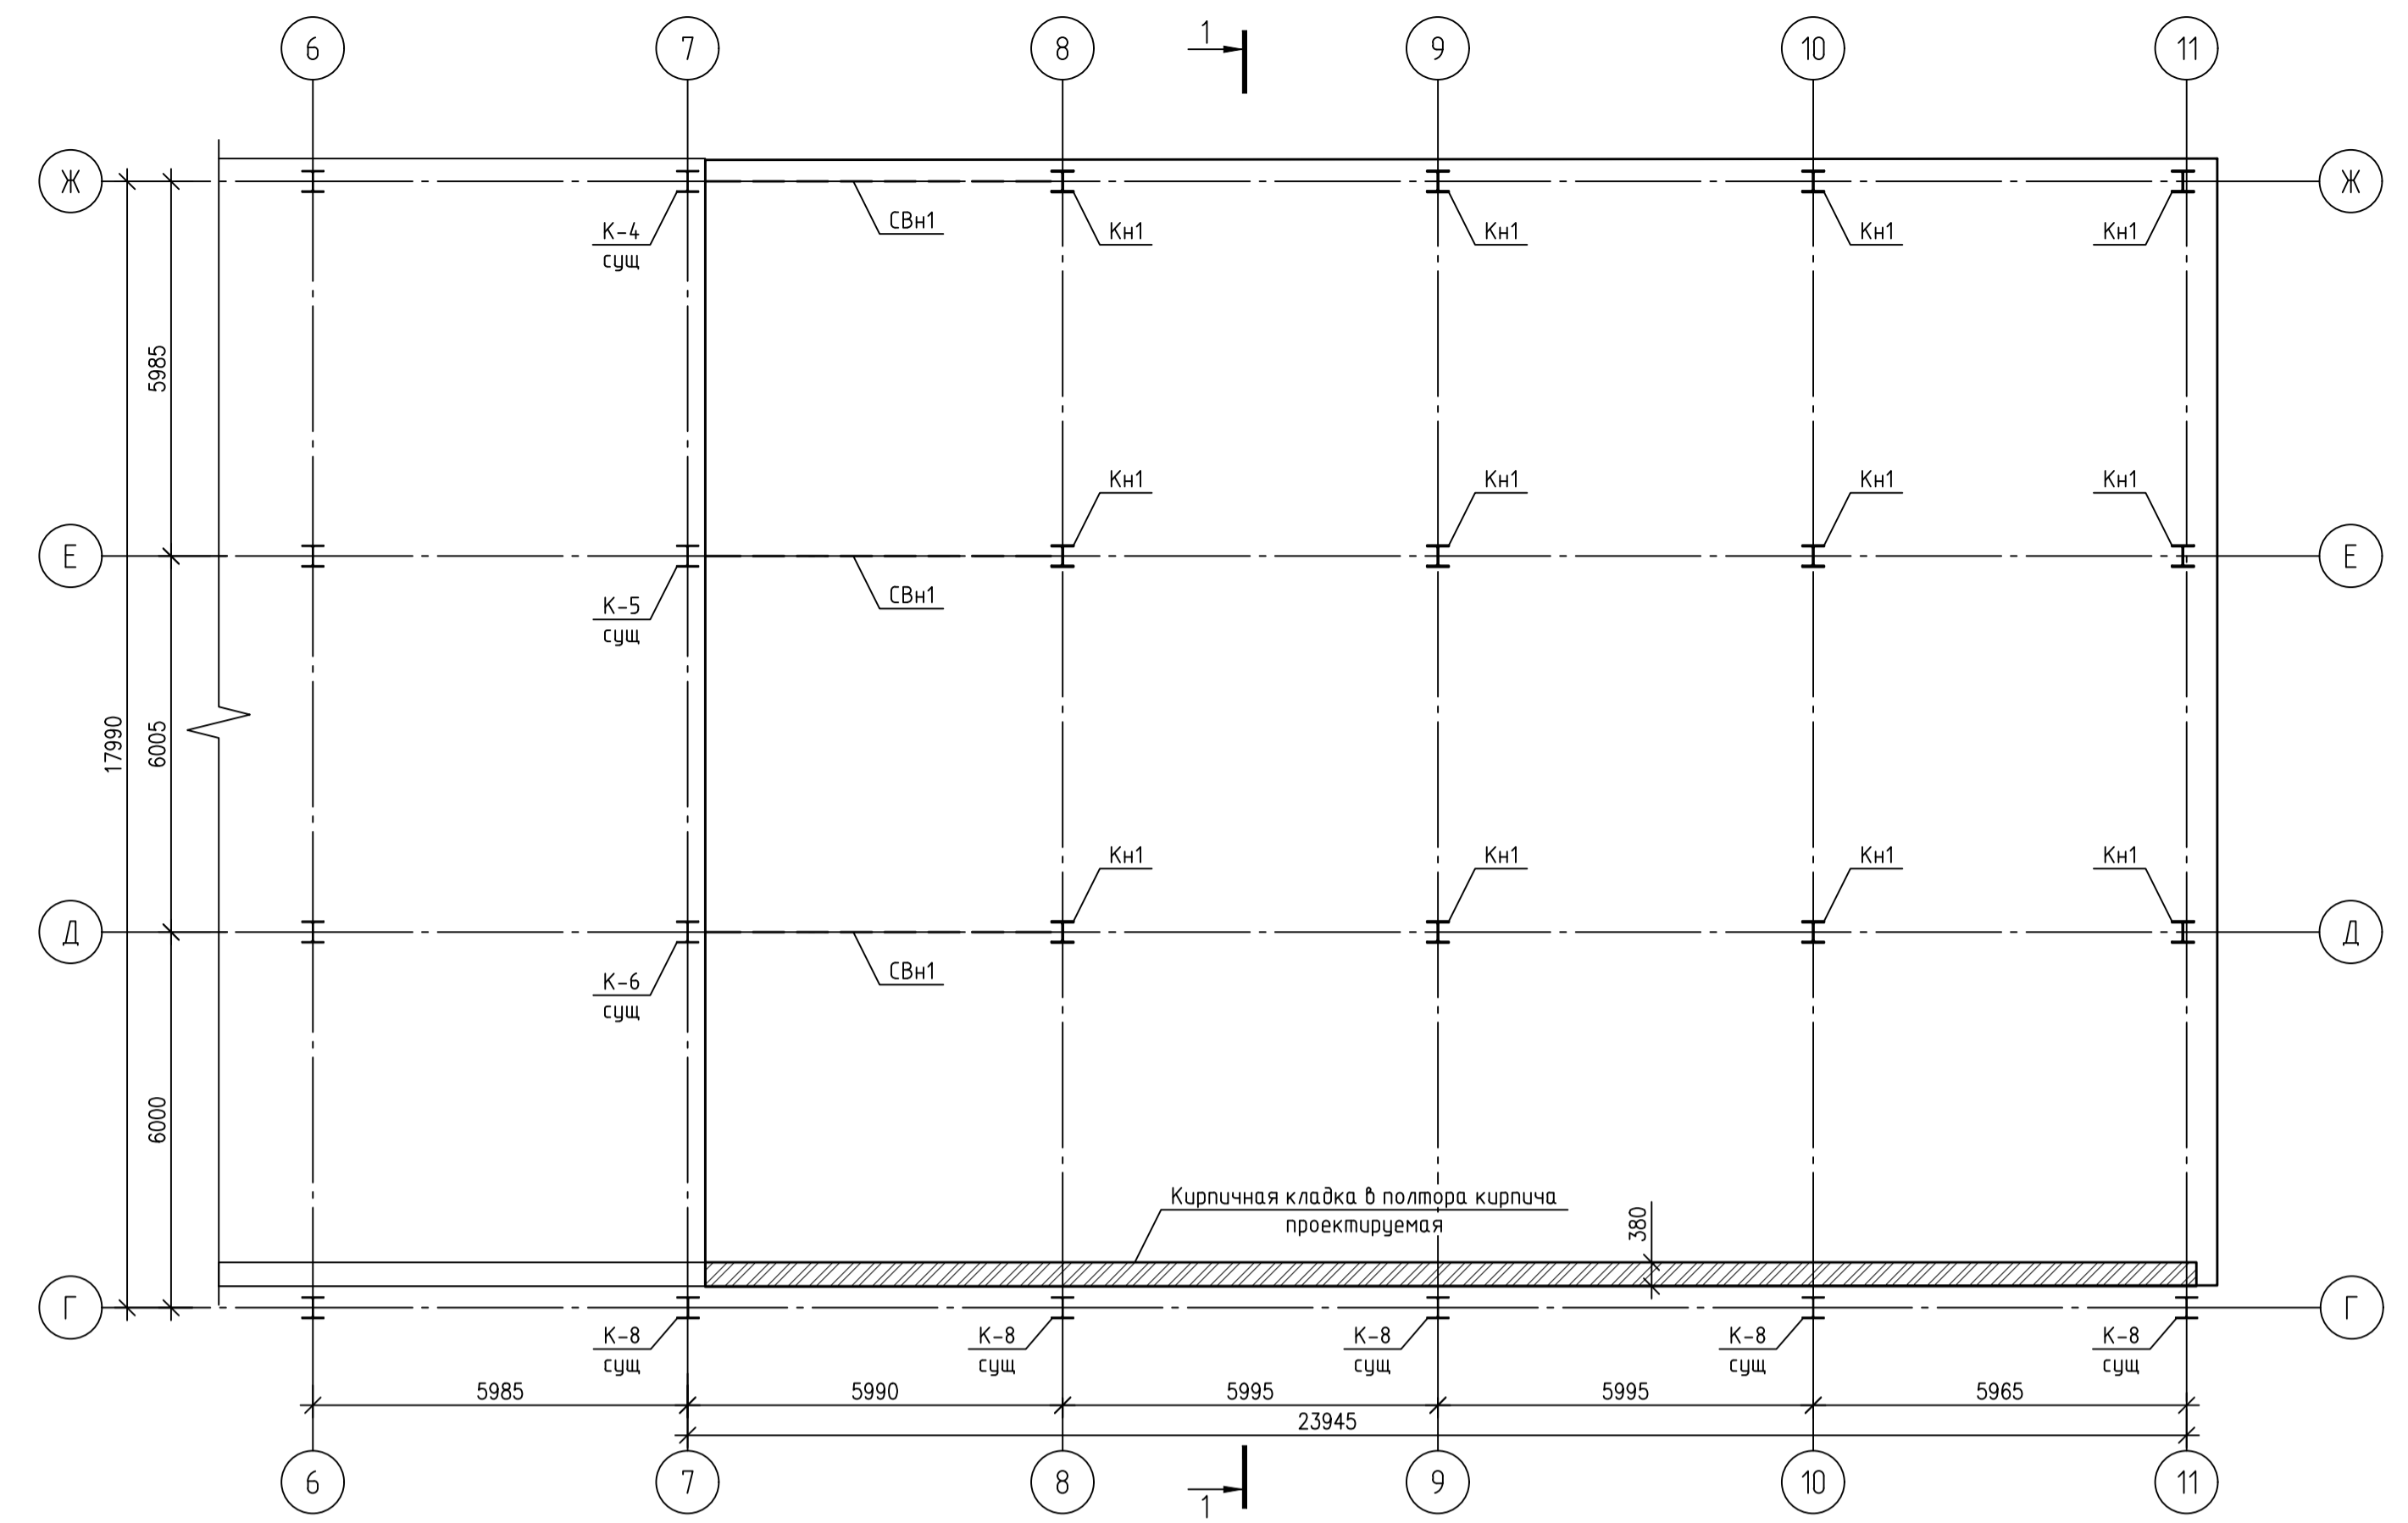 6 7 8 1 9 10 11
Ж Ж
К-4 СВн1 Кн1 Кн1 Кн1 Кн1
сущ
5985
Кн1 Кн1 Кн1 Кн1
Е Е
К-5 СВн1
сущ
17990 6005
Кн1 Кн1 Кн1 Кн1
Д Д
К-6 СВн1
сущ
6000
Кирпичная кладка в полтора кирпича
проектируемая
380
Г Г
К-8 К-8 К-8 К-8 К-8
сущ сущ сущ сущ сущ
5985 5990 5995 5995 5965
23945
6 7 8 1 9 10 11